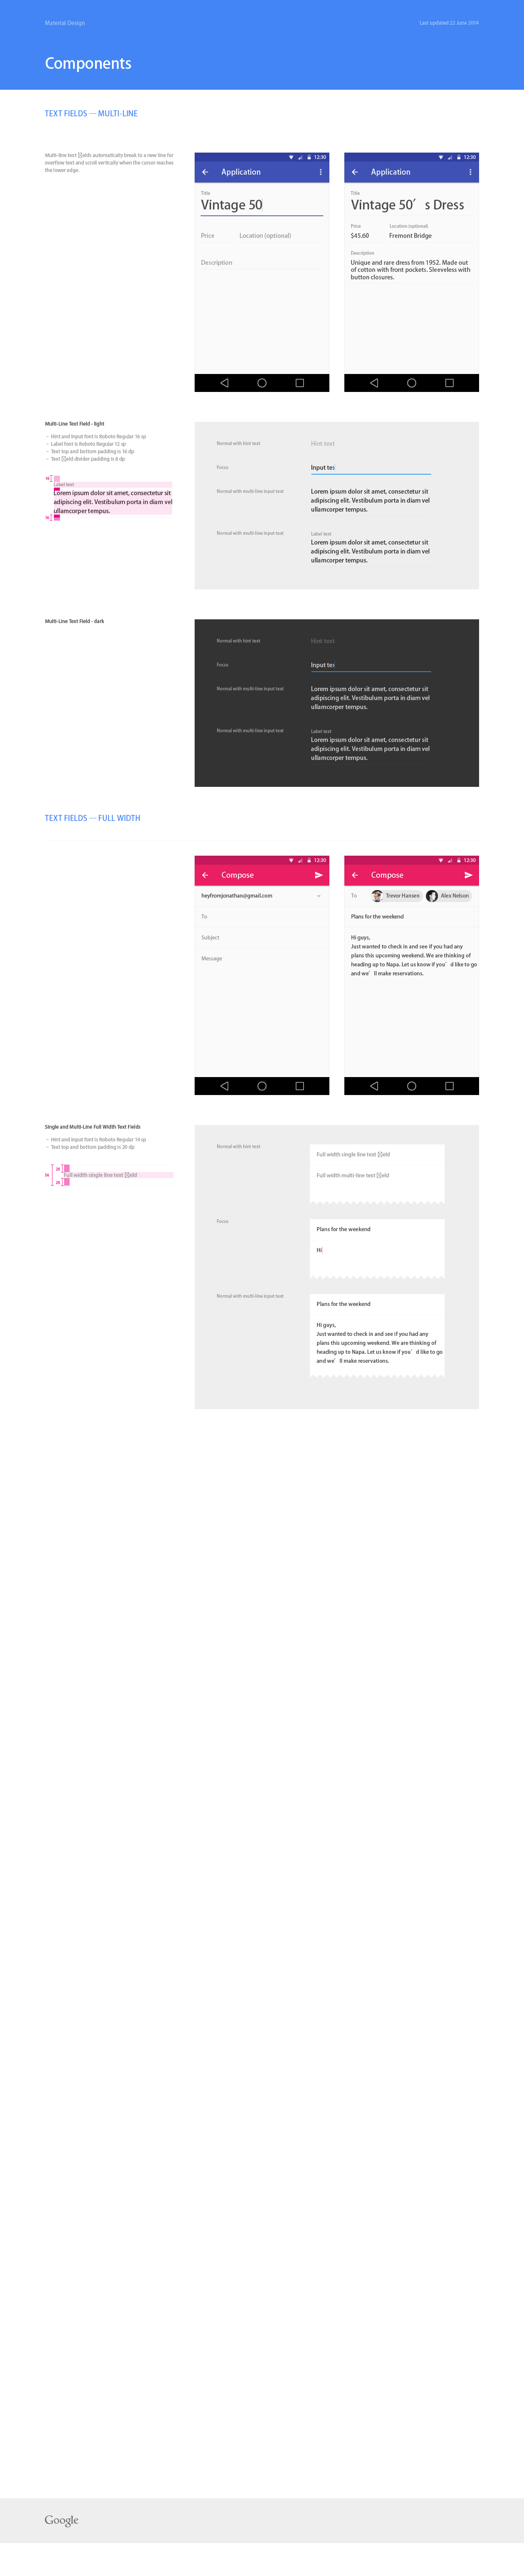 Material Design
Last updated 22 June 2014
Components
TEXT FIELDS — MULTI-LINE
Multi-line text fields automatically break to a new line for
overflow text and scroll vertically when the cursor reaches
the lower edge.
12:30
Application
Title
Vintage 50
Price
Location (optional)
Description
12:30
Application
Title
Vintage 50’s Dress
Price
Location (optional)
$45.60
Fremont Bridge
Description
Unique and rare dress from 1952. Made out
of cotton with front pockets. Sleeveless with
button closures.
Multi-Line Text Field - light
– Hint and Input font is Roboto Regular 16 sp
– Label font is Roboto Regular 12 sp
– Text top and bottom padding is 16 dp
– Text field divider padding is 8 dp
16
Label text
Lorem ipsum dolor sit amet, consectetur sit
adipiscing elit. Vestibulum porta in diam vel
ullamcorper tempus.
16
Normal with hint text
Hint text
Focus
Input tes
Normal with multi-line input text
Lorem ipsum dolor sit amet, consectetur sit
adipiscing elit. Vestibulum porta in diam vel
ullamcorper tempus.
Normal with multi-line input text
Label text
Lorem ipsum dolor sit amet, consectetur sit
adipiscing elit. Vestibulum porta in diam vel
ullamcorper tempus.
Multi-Line Text Field - dark
Normal with hint text
Hint text
Focus
Input tes
Normal with multi-line input text
Lorem ipsum dolor sit amet, consectetur sit
adipiscing elit. Vestibulum porta in diam vel
ullamcorper tempus.
Normal with multi-line input text
Label text
Lorem ipsum dolor sit amet, consectetur sit
adipiscing elit. Vestibulum porta in diam vel
ullamcorper tempus.
TEXT FIELDS — FULL WIDTH
12:30
Compose
heyfromjonathan@gmail.com
To
Subject
Message
12:30
Compose
To
Trevor Hansen
Alex Nelson
Plans for the weekend
Hi guys,
Just wanted to check in and see if you had any
plans this upcoming weekend. We are thinking of
heading up to Napa. Let us know if you’d like to go
and we’ll make reservations.
Single and Multi-Line Full Width Text Fields
– Hint and input font is Roboto Regular 16 sp
– Text top and bottom padding is 20 dp
20
56
Full width single line text field
20
Normal with hint text
Full width single line text field
Full width multi-line text field
Focus
Plans for the weekend
Hi
Normal with multi-line input text
Plans for the weekend
Hi guys,
Just wanted to check in and see if you had any
plans this upcoming weekend. We are thinking of
heading up to Napa. Let us know if you’d like to go
and we’ll make reservations.
Google